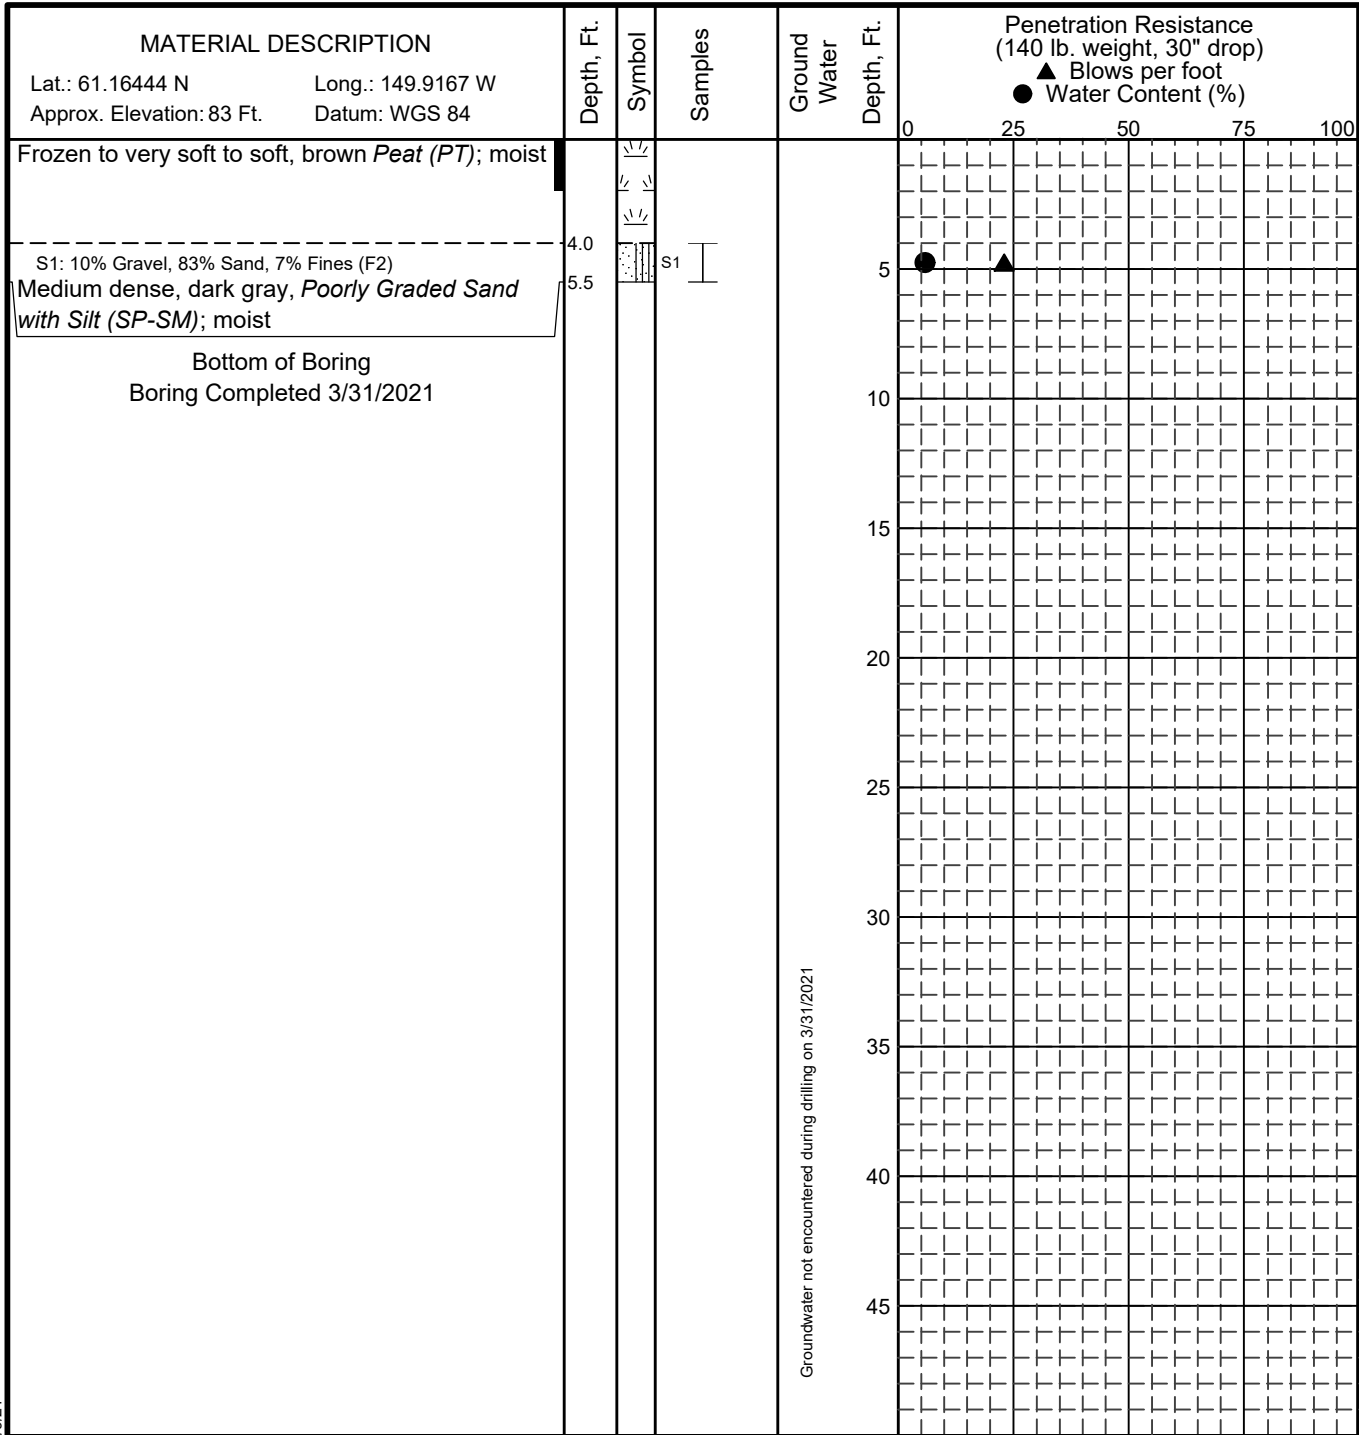 MATERIAL DESCRIPTION
Lat.: 61.16444 N Long.: 149.9167 W
Approx. Elevation: 83 Ft. Datum: WGS 84
Depth, Ft.
Symbol
Samples
Ground
Water
Depth, Ft.
Penetration Resistance
(140 lb. weight, 30" drop)
▲ Blows per foot
● Water Content (%)
0 25 50 75 100
Frozen to very soft to soft, brown Peat (PT); moist
4.0
S1: 10% Gravel, 83% Sand, 7% Fines (F2)
S1
5
Medium dense, dark gray, Poorly Graded Sand
5.5
with Silt (SP-SM); moist
Bottom of Boring
Boring Completed 3/31/2021
10
15
20
25
30
35
40
45
Groundwater not encountered during drilling on 3/31/2021